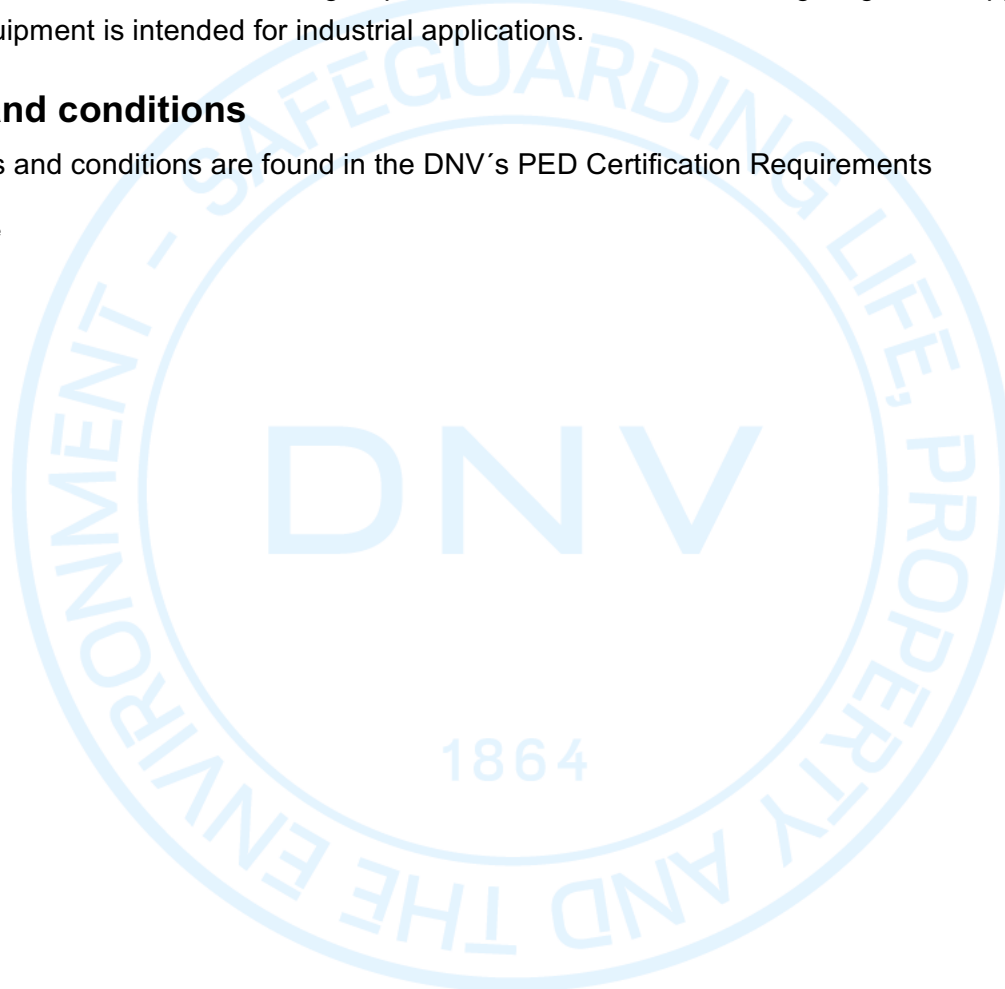 uipment is intended for industrial applications.
nd conditions
s and conditions are found in the DNV´s PED Certification Requirements
SAFEGUARDING LIFE, PROPERTY AND THE ENVIRONMENT -
DNV
1864